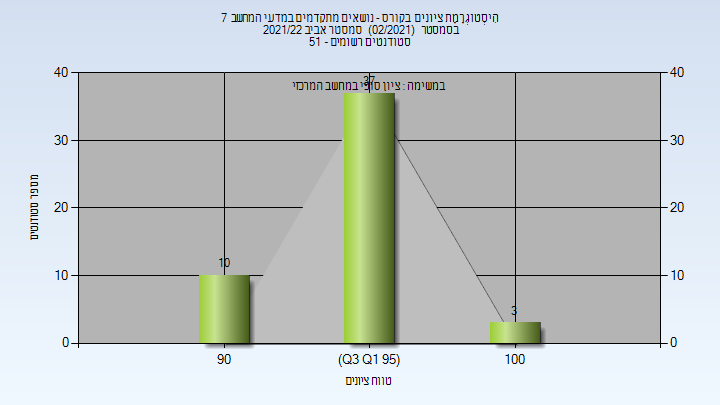 הִיסְטוֹגְרָמַת ציונים בקורס - נושאים מתקדמים במדעי המחשב 7
בסמסטר (02/2021) סמסטר אביב 2021/22
סטודנטים רשומים - 51
במשימה : ציון סופי במחשב המרכזי
מספר סטודנטים
40
30
20
10
0
40
30
20
10
0
10
37
3
90
(Q3 Q1 95)
100
טווח ציונים